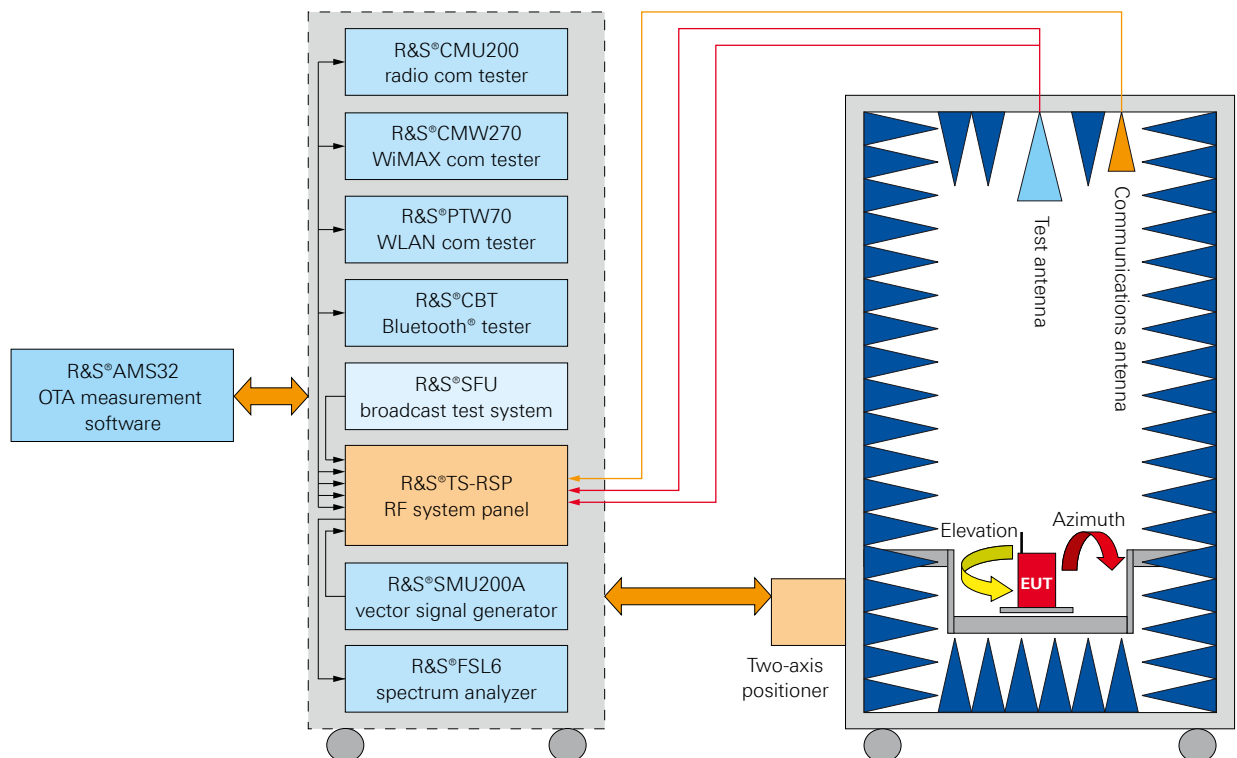 R&S®CMU200
radio com tester
R&S®CMW270
WiMAX com tester
R&S®PTW70
WLAN com tester
R&S®CBT
Bluetooth® tester
R&S®SFU
broadcast test system
R&S®TS-RSP
RF system panel
R&S®SMU200A
vector signal generator
R&S®FSL6
spectrum analyzer
R&S®AMS32
OTA measurement
software
Two-axis
positioner
Test antenna
Communications antenna
Elevation
Azimuth
EUT